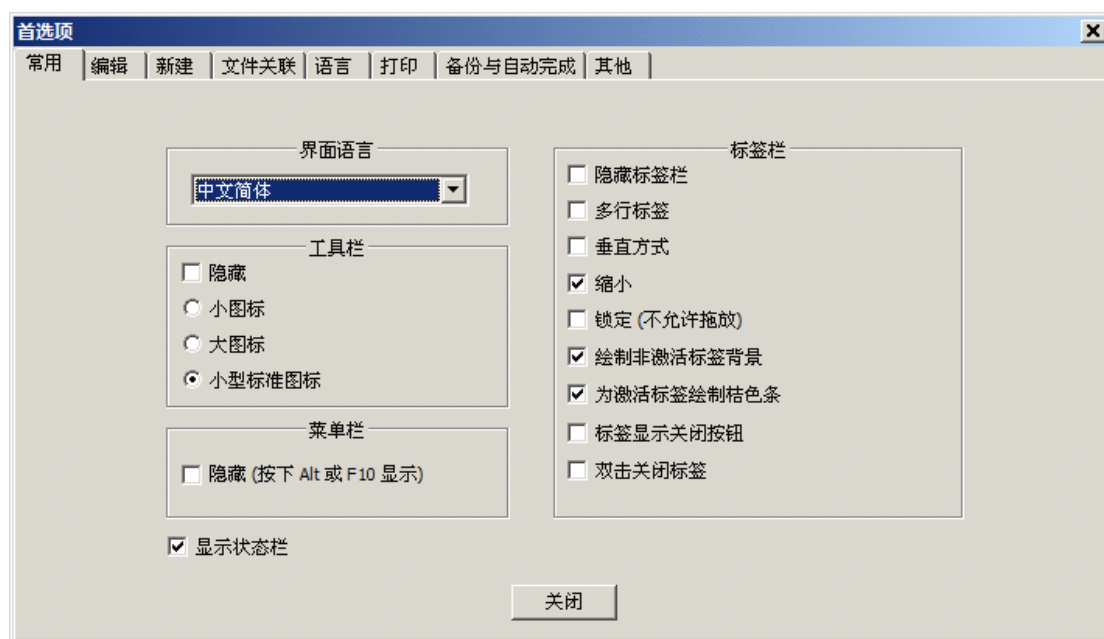 首选项
常用 编辑 新建 文件关联 语言 打印 备份与自动完成 其他
界面语言
中文简体
工具栏
隐藏
小图标
大图标
小型标准图标
菜单栏
隐藏 (按下 Alt 或 F10 显示)
显示状态栏
标签栏
隐藏标签栏
多行标签
垂直方式
缩小
锁定 (不允许拖放)
绘制非激活标签背景
为激活标签绘制桔色条
标签显示关闭按钮
双击关闭标签
关闭